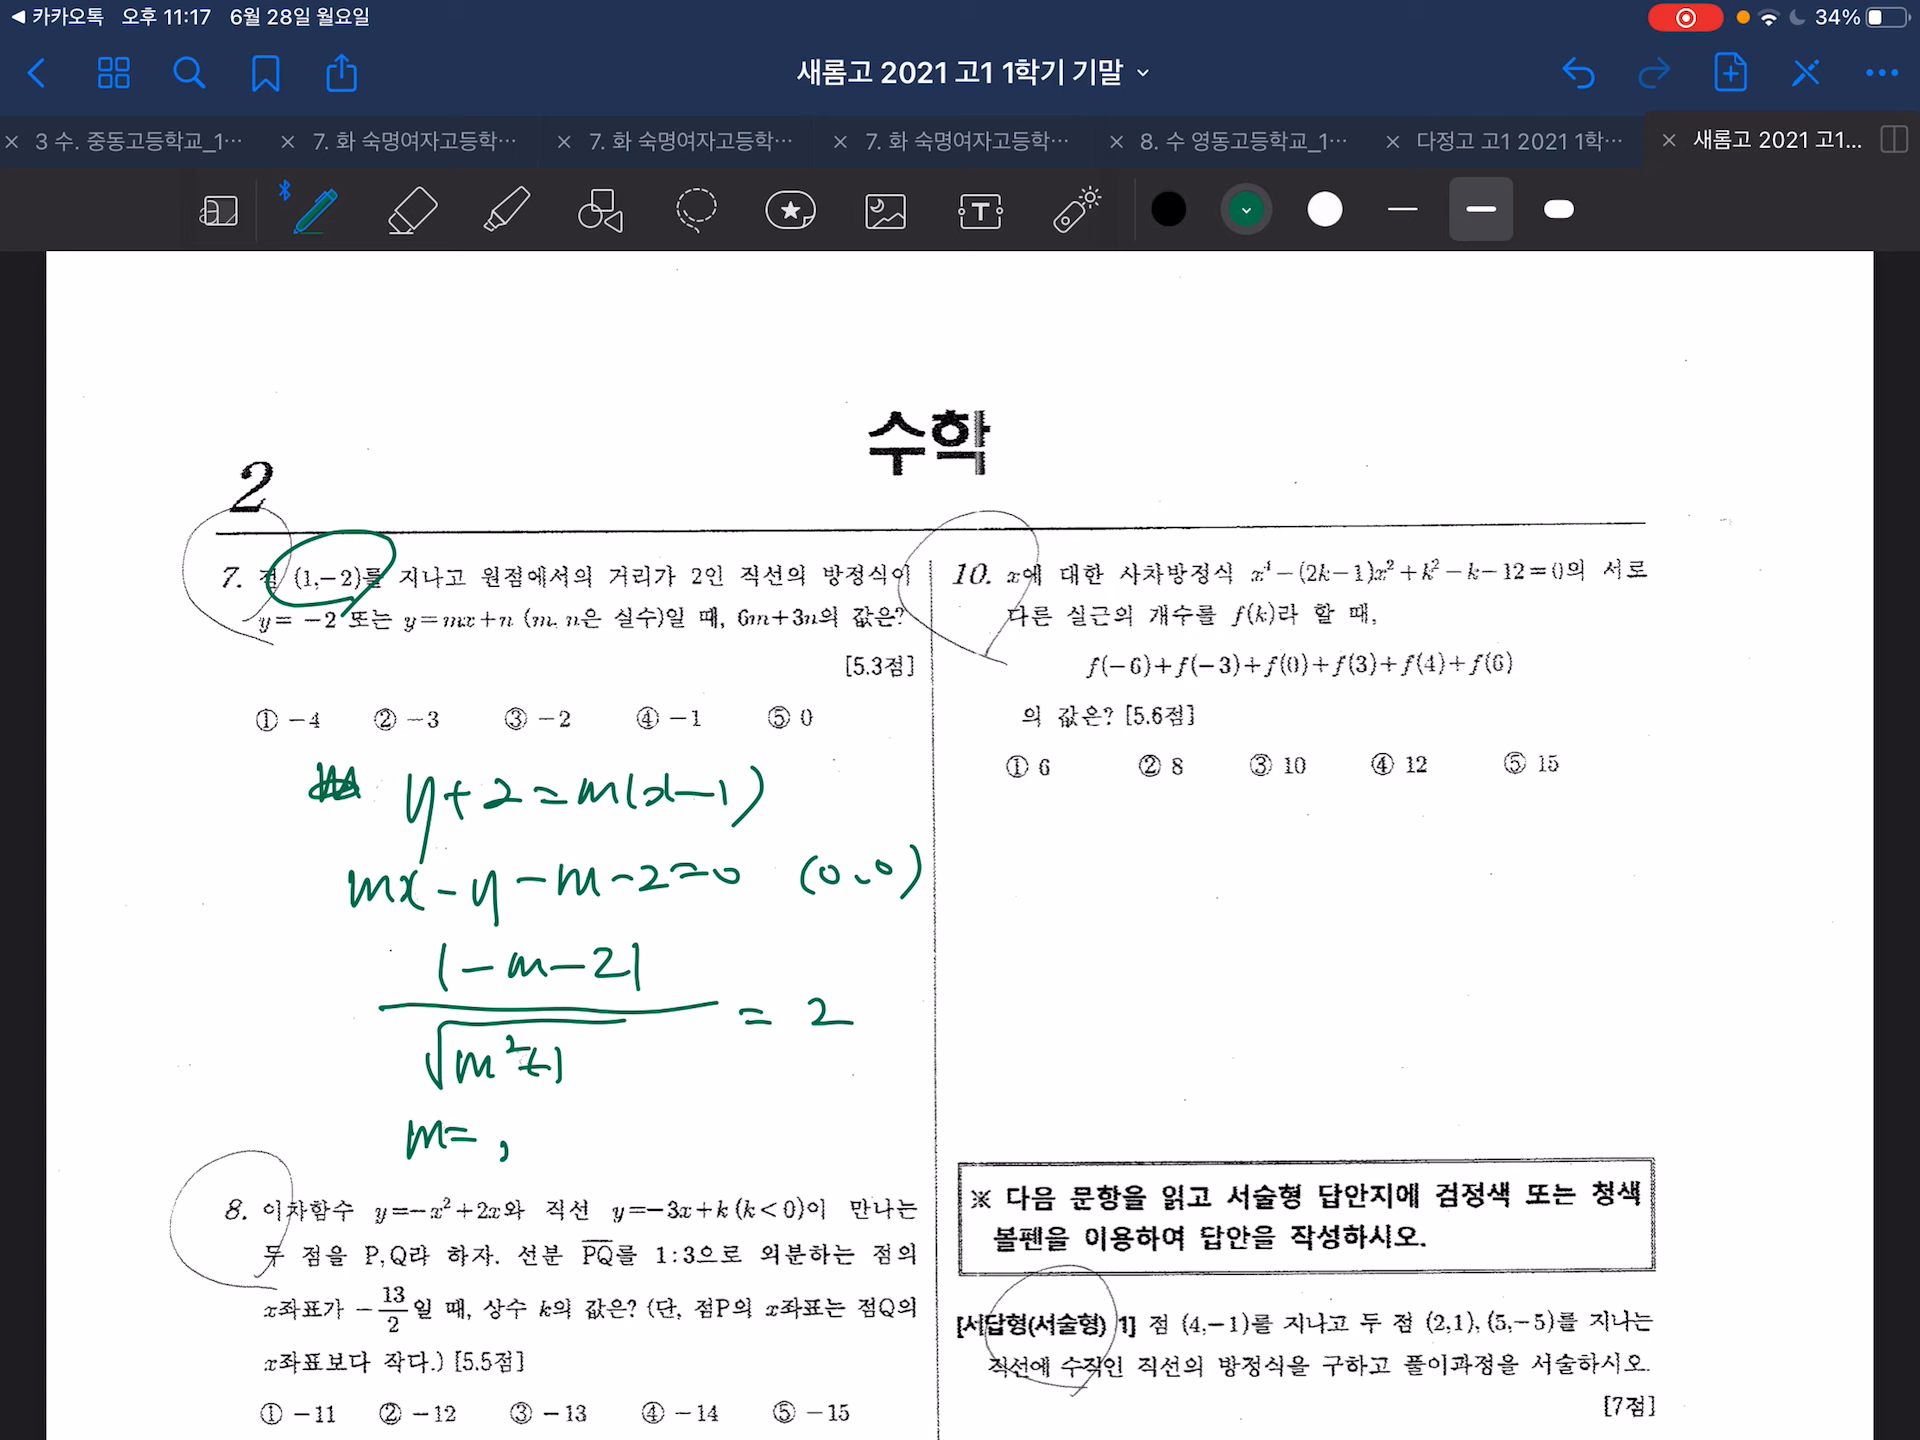 ◀ 카카오톡 오후 11:17 6월 28일 월요일
34%
새롬고 2021 고1 1학기 기말
3 수. 중동고등학교_1…
7. 화 숙명여자고등학…
7. 화 숙명여자고등학…
7. 화 숙명여자고등학…
8. 수 영동고등학교_1…
다정고 고1 2021 1학…
새롬고 2021 고1...
수학
2
7. 점 (1,−2)를 지나고 원점에서의 거리가 2인 직선의 방정식이
y= −2 또는 y=mx+n (m, n은 실수)일 때, 6m+3n의 값은?
[5.3점]
① −4 ② −3 ③ −2 ④ −1 ⑤ 0
y+2=m(x−1)
mx−y−m−2=0 (0,0)
|−m−2|
√m²+1 = 2
m= ,
8. 이차함수 y=−x²+2x와 직선 y=−3x+k (k<0)이 만나는
두 점을 P,Q라 하자. 선분 PQ를 1:3으로 외분하는 점의
x좌표가 −13/2일 때, 상수 k의 값은? (단, 점P의 x좌표는 점Q의
x좌표보다 작다.) [5.5점]
① −11 ② −12 ③ −13 ④ −14 ⑤ −15
10. x에 대한 사차방정식 x⁴−(2k−1)x²+k²−k−12=0의 서로
다른 실근의 개수를 f(k)라 할 때,
f(−6)+f(−3)+f(0)+f(3)+f(4)+f(6)
의 값은? [5.6점]
① 6 ② 8 ③ 10 ④ 12 ⑤ 15
※ 다음 문항을 읽고 서술형 답안지에 검정색 또는 청색
볼펜을 이용하여 답안을 작성하시오.
[서답형(서술형) 1] 점 (4,−1)를 지나고 두 점 (2,1), (5,−5)를 지나는
직선에 수직인 직선의 방정식을 구하고 풀이과정을 서술하시오.
[7점]